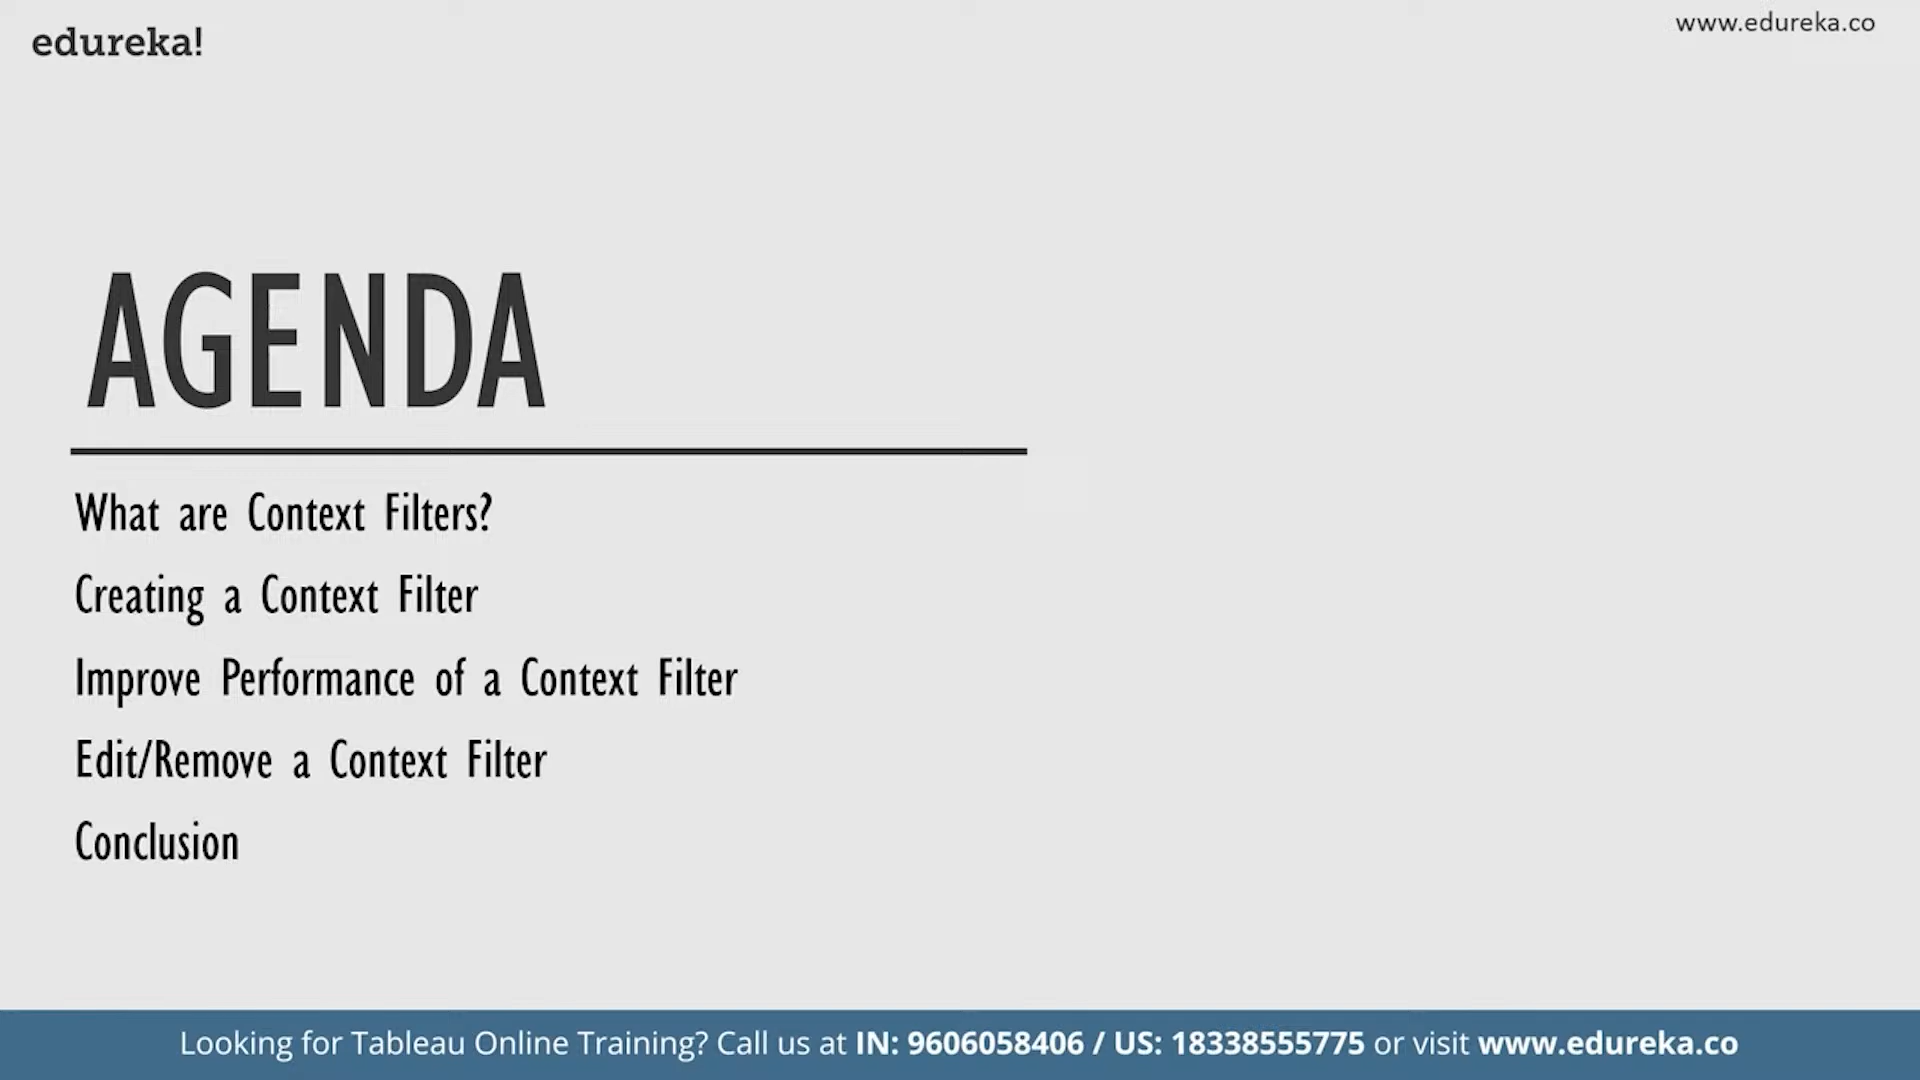 edureka!
www.edureka.co
AGENDA
What are Context Filters?
Creating a Context Filter
Improve Performance of a Context Filter
Edit/Remove a Context Filter
Conclusion
Looking for Tableau Online Training? Call us at IN: 9606058406 / US: 18338555775 or visit www.edureka.co